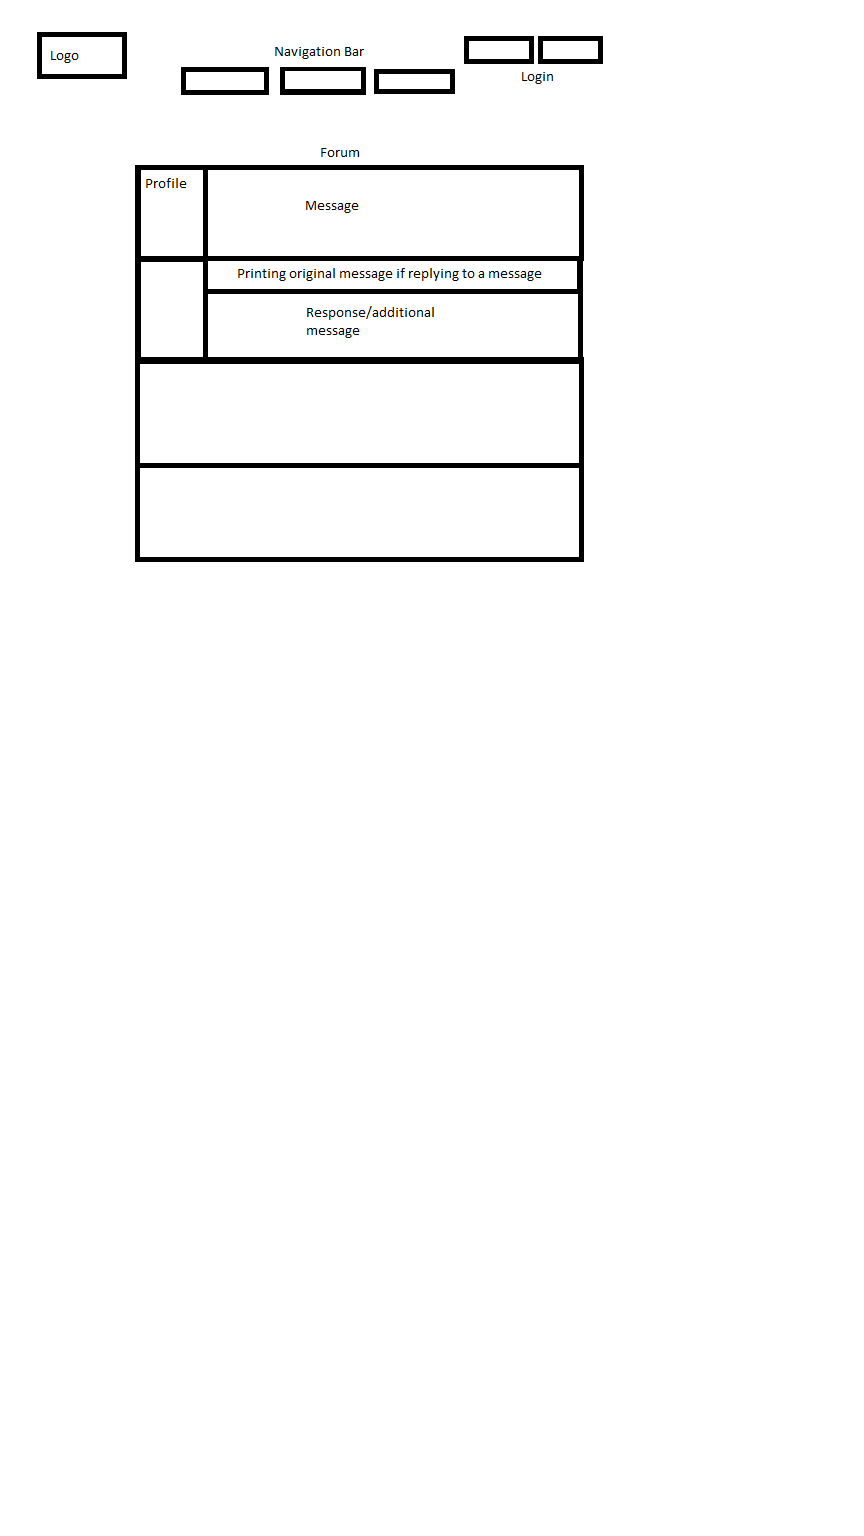 Logo
Navigation Bar
Login
Forum
Profile
Message
Printing original message if replying to a message
Response/additional
message